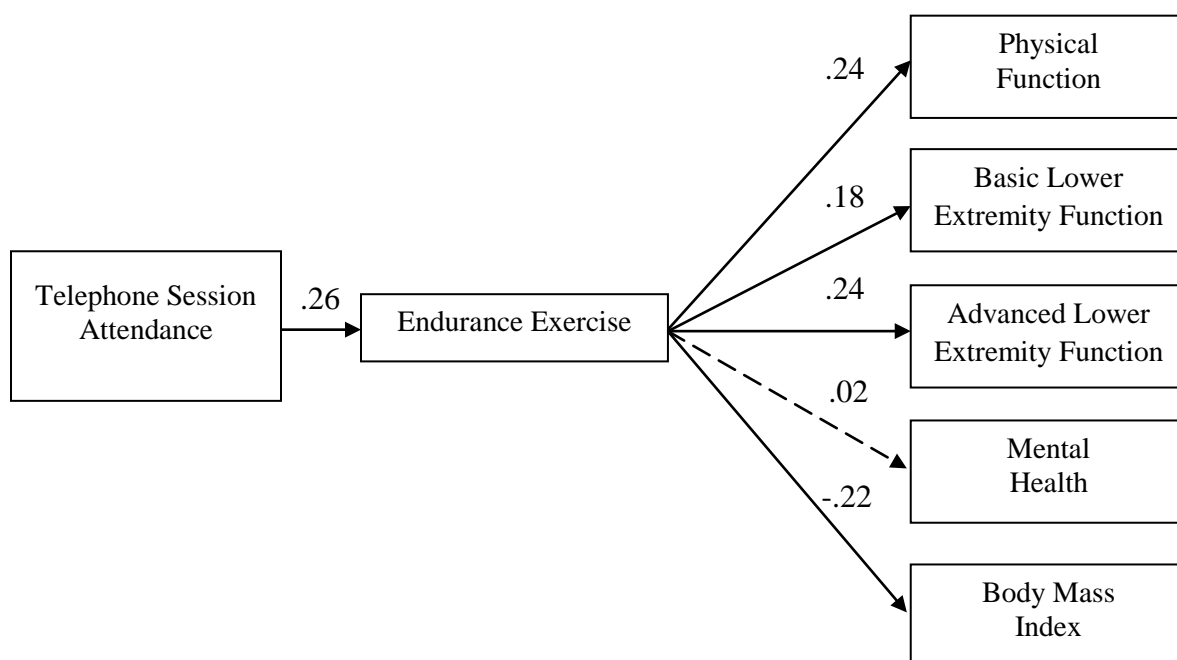 Physical
Function
.24
Basic Lower
Extremity Function
.18
Telephone Session
Attendance
.26
Endurance Exercise
.24
Advanced Lower
Extremity Function
.02
Mental
Health
-.22
Body Mass
Index